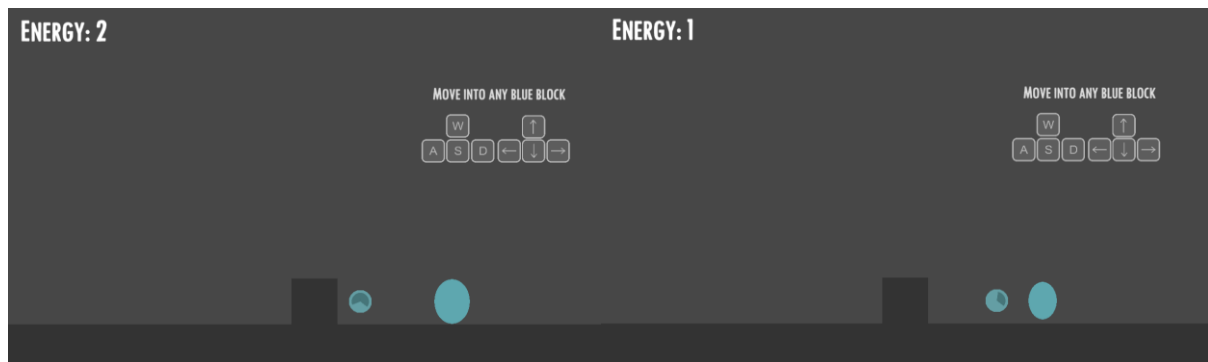 Energy: 2
Move into any blue block
W ↑
A S D ← ↓ →
Energy: 1
Move into any blue block
W ↑
A S D ← ↓ →